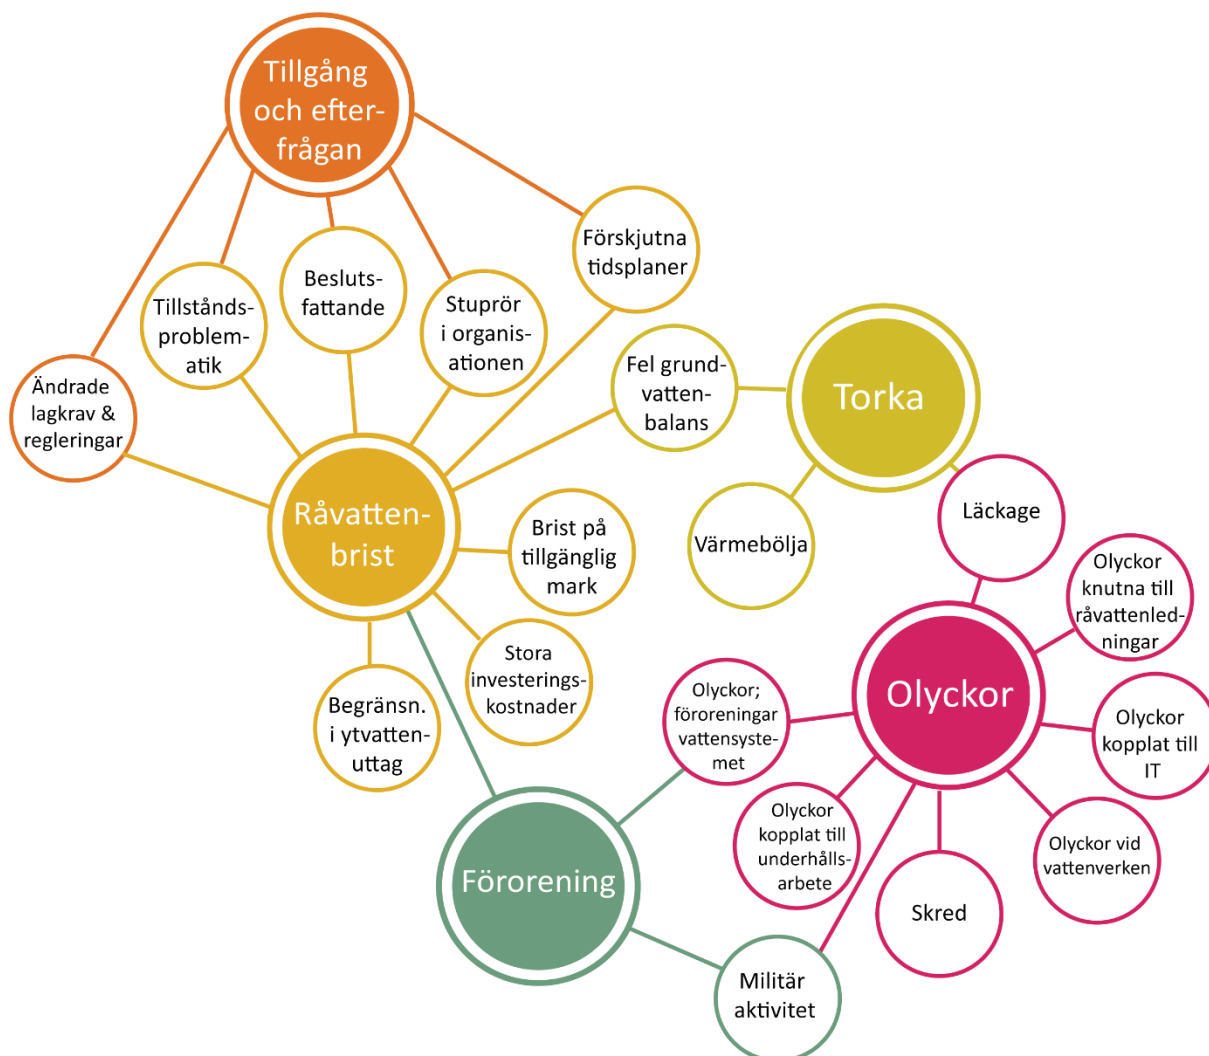 Tillgång
och efter-
frågan
Förskjutna
tidsplaner
Besluts-
fattande
Tillstånds-
problem-
atik
Stuprör
i organis-
ationen
Ändrade
lagkrav &
regleringar
Fel grund-
vatten-
balans
Torka
Råvatten-
brist
Brist på
tillgänglig
mark
Värmebölja
Läckage
Olyckor
knutna till
råvattenled-
ningar
Stora
investerings-
kostnader
Begränsn.
i ytvatten-
uttag
Olyckor;
föroreningar
vattensyste-
met
Olyckor
Olyckor
kopplat till
IT
Olyckor
kopplat till
underhålls-
arbete
Olyckor vid
vattenverken
Förorening
Skred
Militär
aktivitet